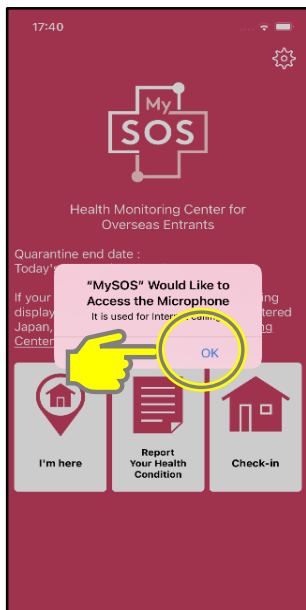 17:40
My
SOS
Health Monitoring Center for
Overseas Entrants
Quarantine end date :
Today's
"MySOS" Would Like to
Access the Microphone
It is used for Internet calling
If your
display
Japan,
Center
OK
I'm here
Report
Your Health
Condition
Check-in